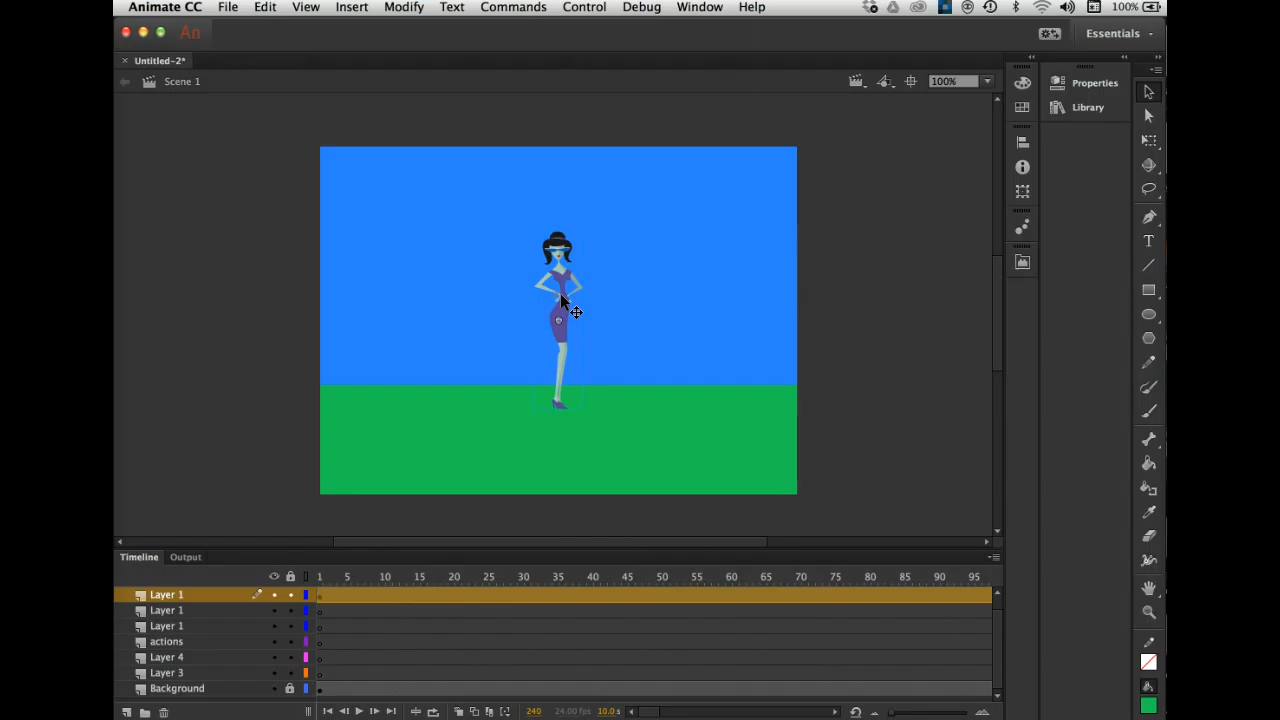 Animate CC File Edit View Insert Modify Text Commands Control Debug Window Help 100%
An Essentials
Untitled-2*
Scene 1 100%
Properties
Library
T
Timeline Output
1 5 10 15 20 25 30 35 40 45 50 55 60 65 70 75 80 85 90 95
Layer 1
Layer 1
Layer 1
actions
Layer 4
Layer 3
Background
240 24.00 fps 10.0 s